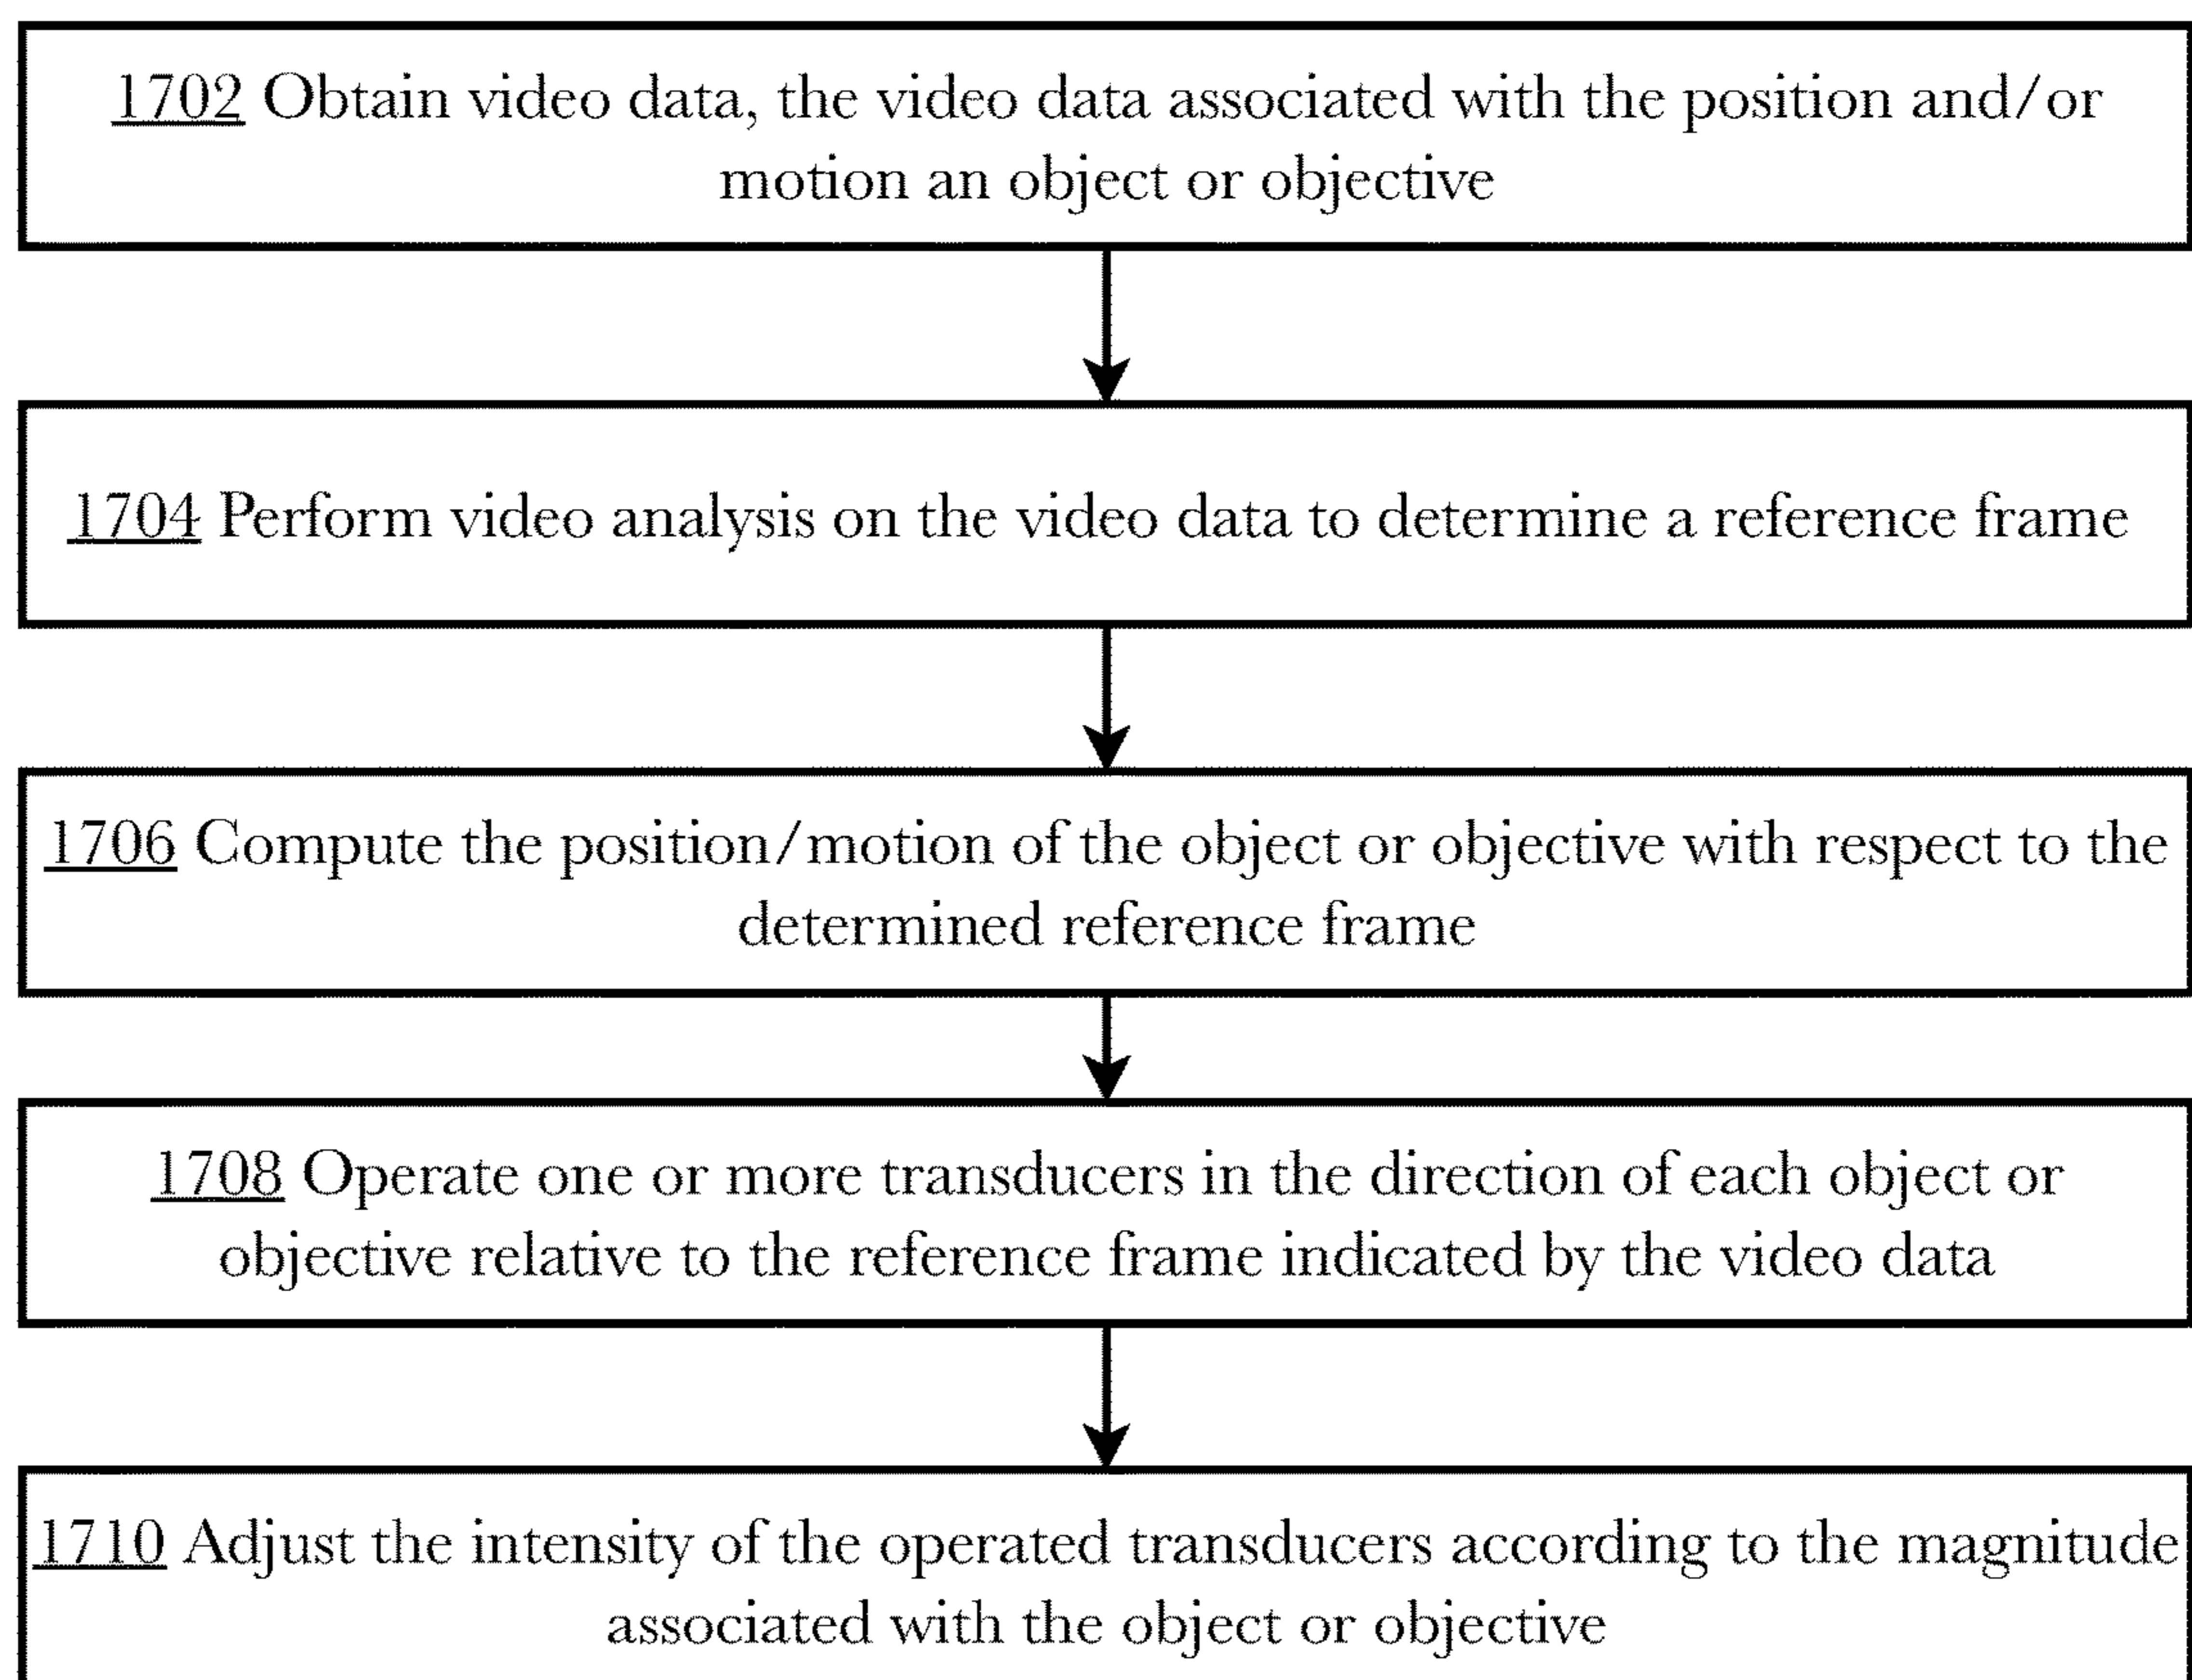 1702 Obtain video data, the video data associated with the position and/or
motion an object or objective
1704 Perform video analysis on the video data to determine a reference frame
1706 Compute the position/motion of the object or objective with respect to the
determined reference frame
1708 Operate one or more transducers in the direction of each object or
objective relative to the reference frame indicated by the video data
1710 Adjust the intensity of the operated transducers according to the magnitude
associated with the object or objective